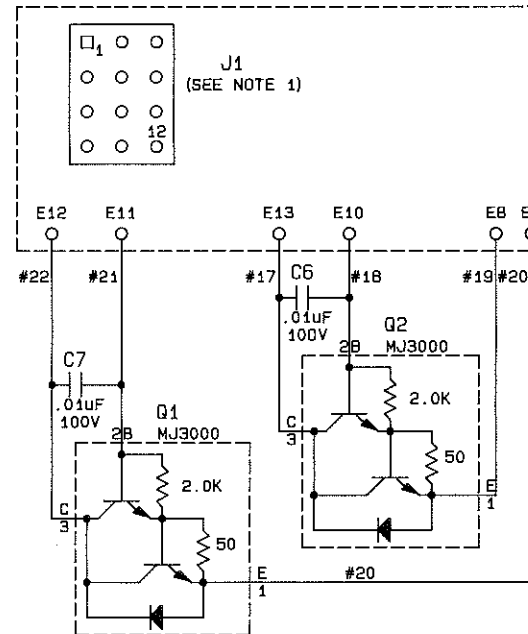 1
J1
(SEE NOTE 1)
12
E12
E11
E13
E10
E8
E
#22
#21
#17
#18
#19
#20
C6
.01uF
100V
Q2
2B
MJ3000
C7
.01uF
100V
2.0K
Q1
2B
MJ3000
C
3
50
2.0K
E
1
C
3
50
E
1
#20